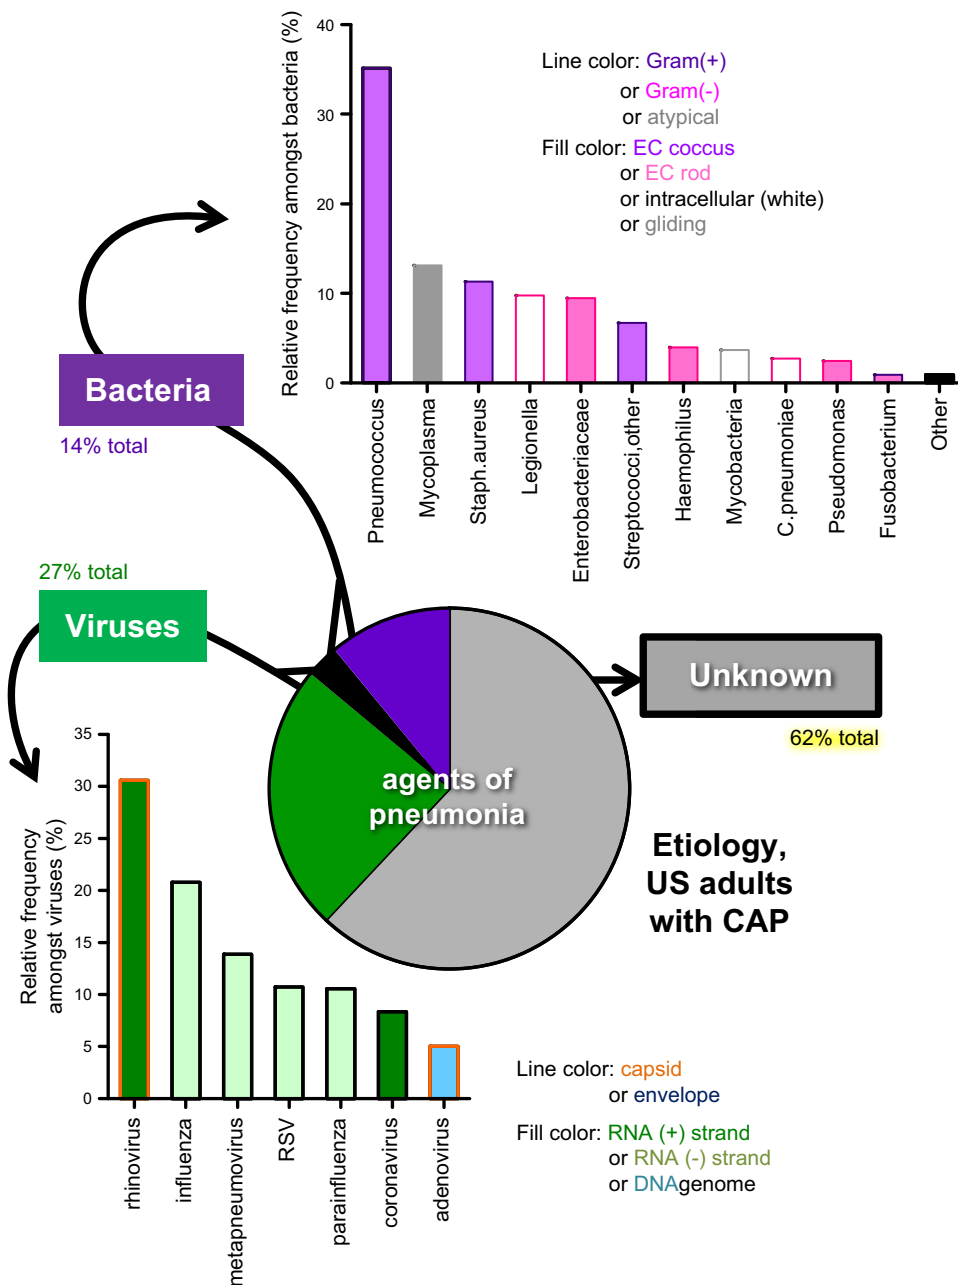 Relative frequency amongst bacteria (%)
40
30
20
10
0
Line color: Gram(+)
or Gram(-)
or atypical
Fill color: EC coccus
or EC rod
or intracellular (white)
or gliding
Pneumococcus
Mycoplasma
Staph.aureus
Legionella
Enterobacteriaceae
Streptococci,other
Haemophilus
Mycobacteria
C.pneumoniae
Pseudomonas
Fusobacterium
Other
Bacteria
14% total
27% total
Viruses
Unknown
62% total
agents of
pneumonia
Etiology,
US adults
with CAP
Relative frequency
amongst viruses (%)
35
30
25
20
15
10
5
0
rhinovirus
influenza
metapneumovirus
RSV
parainfluenza
coronavirus
adenovirus
Line color: capsid
or envelope
Fill color: RNA (+) strand
or RNA (-) strand
or DNAgenome